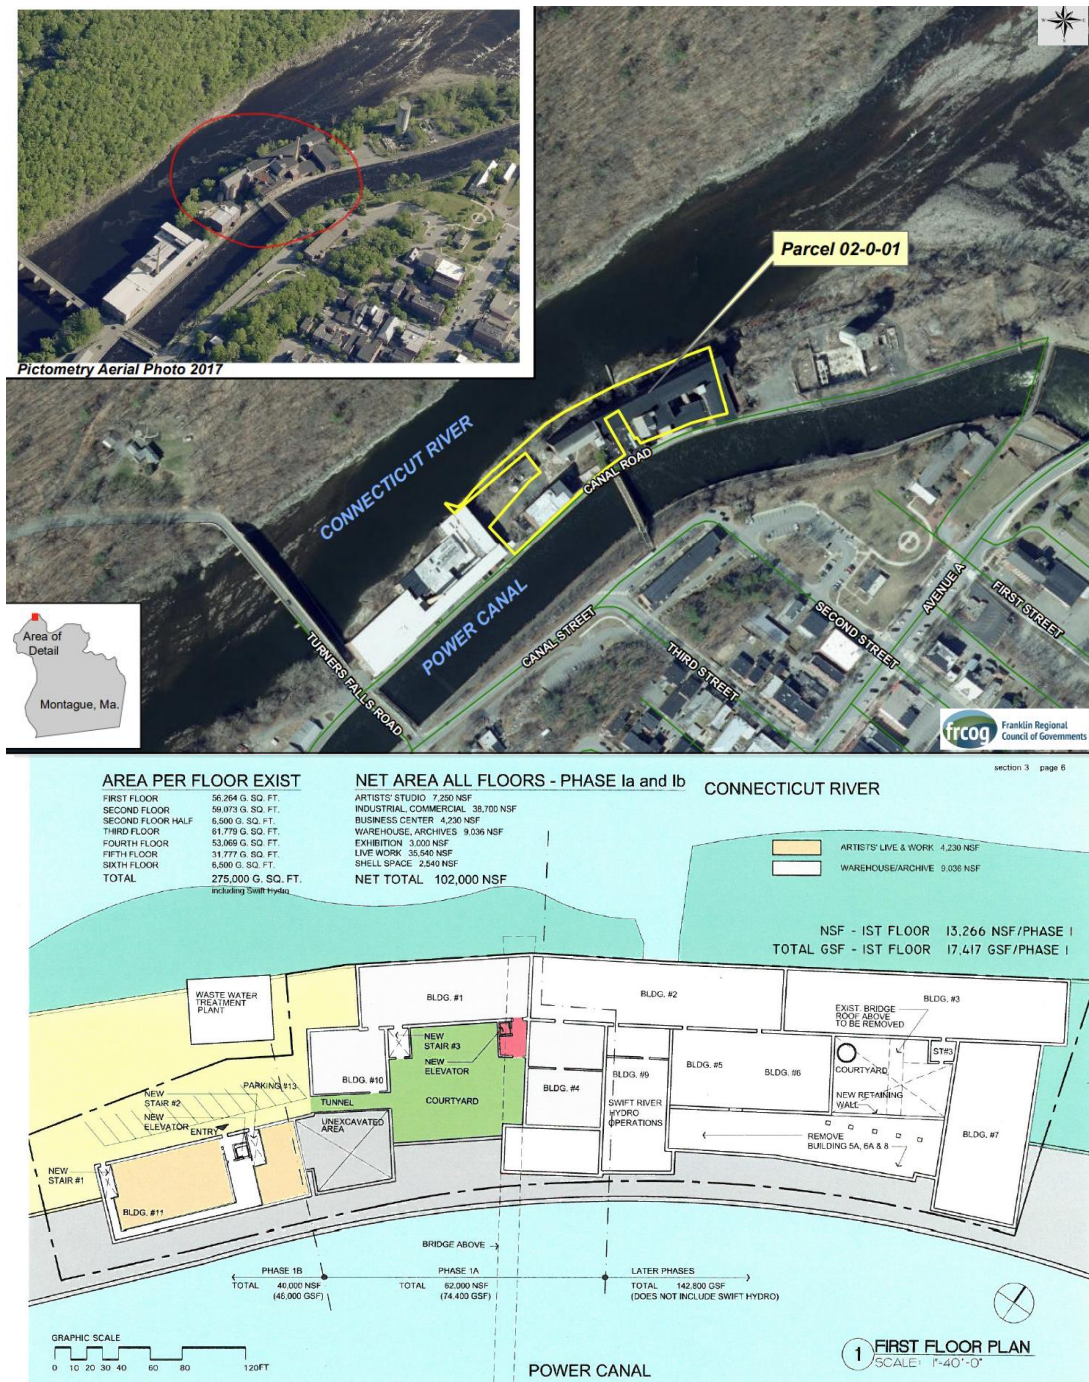 Pictometry Aerial Photo 2017
Parcel 02-0-01
CONNECTICUT RIVER
CANAL ROAD
POWER CANAL
TURNERS FALLS ROAD
CANAL STREET
THIRD STREET
SECOND STREET
AVENUE A
FIRST STREET
Area of
Detail
Montague, Ma.
frcog
Franklin Regional
Council of Governments
section 3 page 6
AREA PER FLOOR EXIST
FIRST FLOOR 56,264 G. SQ. FT.
SECOND FLOOR 59,073 G. SQ. FT.
SECOND FLOOR HALF 6,500 G. SQ. FT.
THIRD FLOOR 61,779 G. SQ. FT.
FOURTH FLOOR 53,069 G. SQ. FT.
FIFTH FLOOR 31,777 G. SQ. FT.
SIXTH FLOOR 6,500 G. SQ. FT.
TOTAL 275,000 G. SQ. FT.
including Swift Hydro
NET AREA ALL FLOORS - PHASE Ia and Ib
ARTISTS' STUDIO 7,250 NSF
INDUSTRIAL, COMMERCIAL 38,700 NSF
BUSINESS CENTER 4,230 NSF
WAREHOUSE, ARCHIVES 9,036 NSF
EXHIBITION 3,000 NSF
LIVE WORK 35,540 NSF
SHELL SPACE 2,540 NSF
NET TOTAL 102,000 NSF
CONNECTICUT RIVER
ARTISTS' LIVE & WORK 4,230 NSF
WAREHOUSE/ARCHIVE 9,036 NSF
NSF - IST FLOOR 13,266 NSF/PHASE I
TOTAL GSF - IST FLOOR 17,417 GSF/PHASE I
WASTE WATER
TREATMENT
PLANT
BLDG. #1
BLDG. #2
BLDG. #3
EXIST. BRIDGE
ROOF ABOVE
TO BE REMOVED
NEW
STAIR #3
NEW
ELEVATOR
BLDG. #10
BLDG. #4
BLDG. #9
BLDG. #5
BLDG. #6
COURTYARD
ST#3
NEW
STAIR #2
PARKING #13
TUNNEL
COURTYARD
SWIFT RIVER
HYDRO
OPERATIONS
NEW RETAINING
WALL
NEW
ELEVATOR
ENTRY
UNEXCAVATED
AREA
REMOVE
BUILDING 5A, 6A & 8
BLDG. #7
NEW
STAIR #1
BLDG. #11
BRIDGE ABOVE
PHASE 1B
TOTAL 40,000 NSF
(46,000 GSF)
PHASE 1A
TOTAL 62,000 NSF
(74,400 GSF)
LATER PHASES
TOTAL 142,800 GSF
(DOES NOT INCLUDE SWIFT HYDRO)
GRAPHIC SCALE
0 10 20 30 40 60 80 120FT
POWER CANAL
1 FIRST FLOOR PLAN
SCALE: 1"=40'-0"